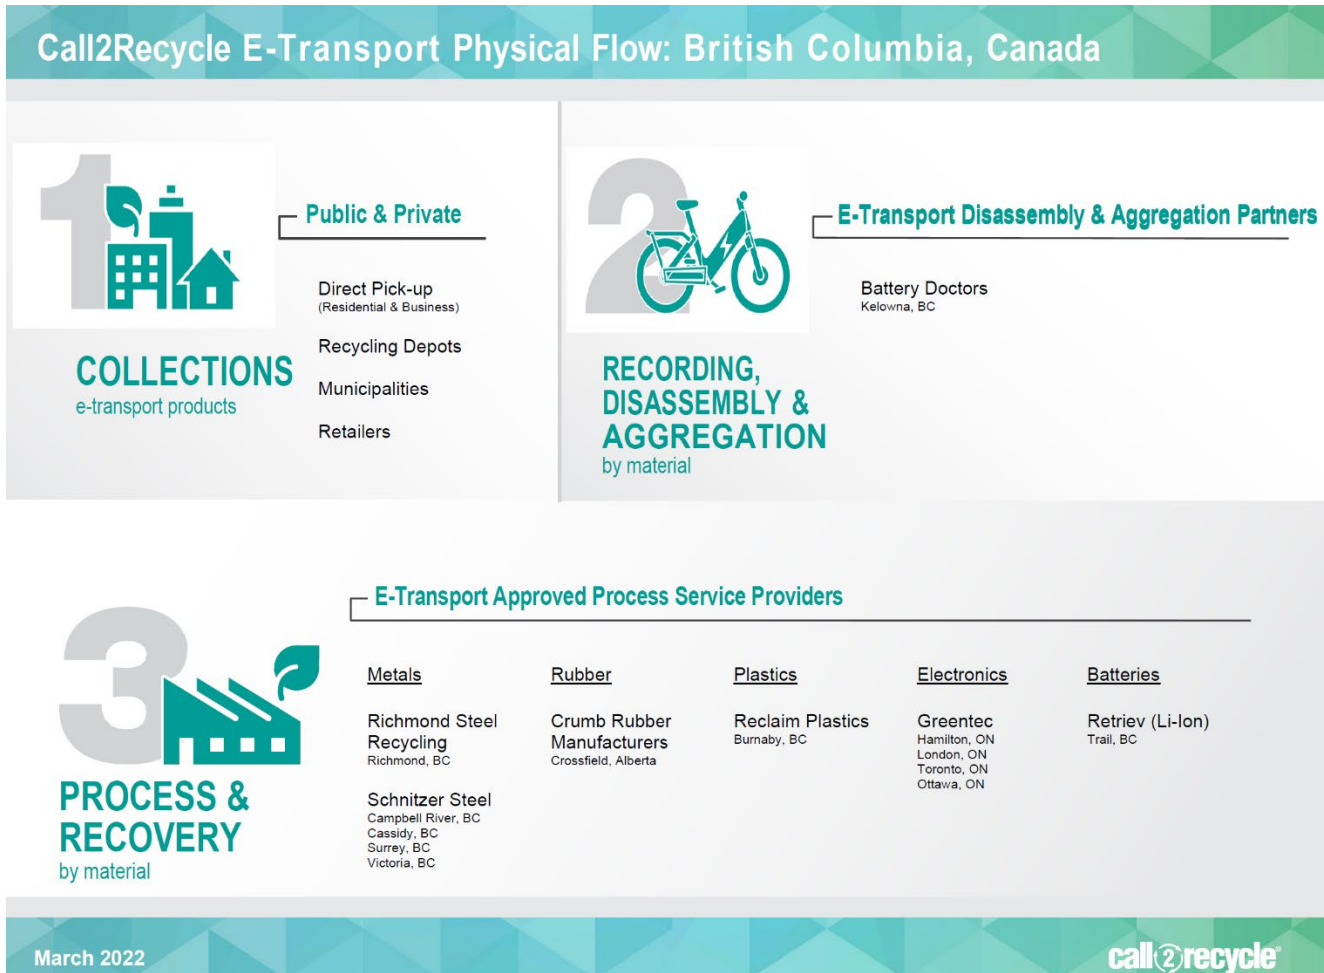 Call2Recycle E-Transport Physical Flow: British Columbia, Canada
1
COLLECTIONS
e-transport products
Public & Private
Direct Pick-up
(Residential & Business)
Recycling Depots
Municipalities
Retailers
2
RECORDING,
DISASSEMBLY &
AGGREGATION
by material
E-Transport Disassembly & Aggregation Partners
Battery Doctors
Kelowna, BC
3
PROCESS &
RECOVERY
by material
E-Transport Approved Process Service Providers
Metals
Richmond Steel
Recycling
Richmond, BC
Schnitzer Steel
Campbell River, BC
Cassidy, BC
Surrey, BC
Victoria, BC
Rubber
Crumb Rubber
Manufacturers
Crossfield, Alberta
Plastics
Reclaim Plastics
Burnaby, BC
Electronics
Greentec
Hamilton, ON
London, ON
Toronto, ON
Ottawa, ON
Batteries
Retriev (Li-Ion)
Trail, BC
March 2022
call2recycle®